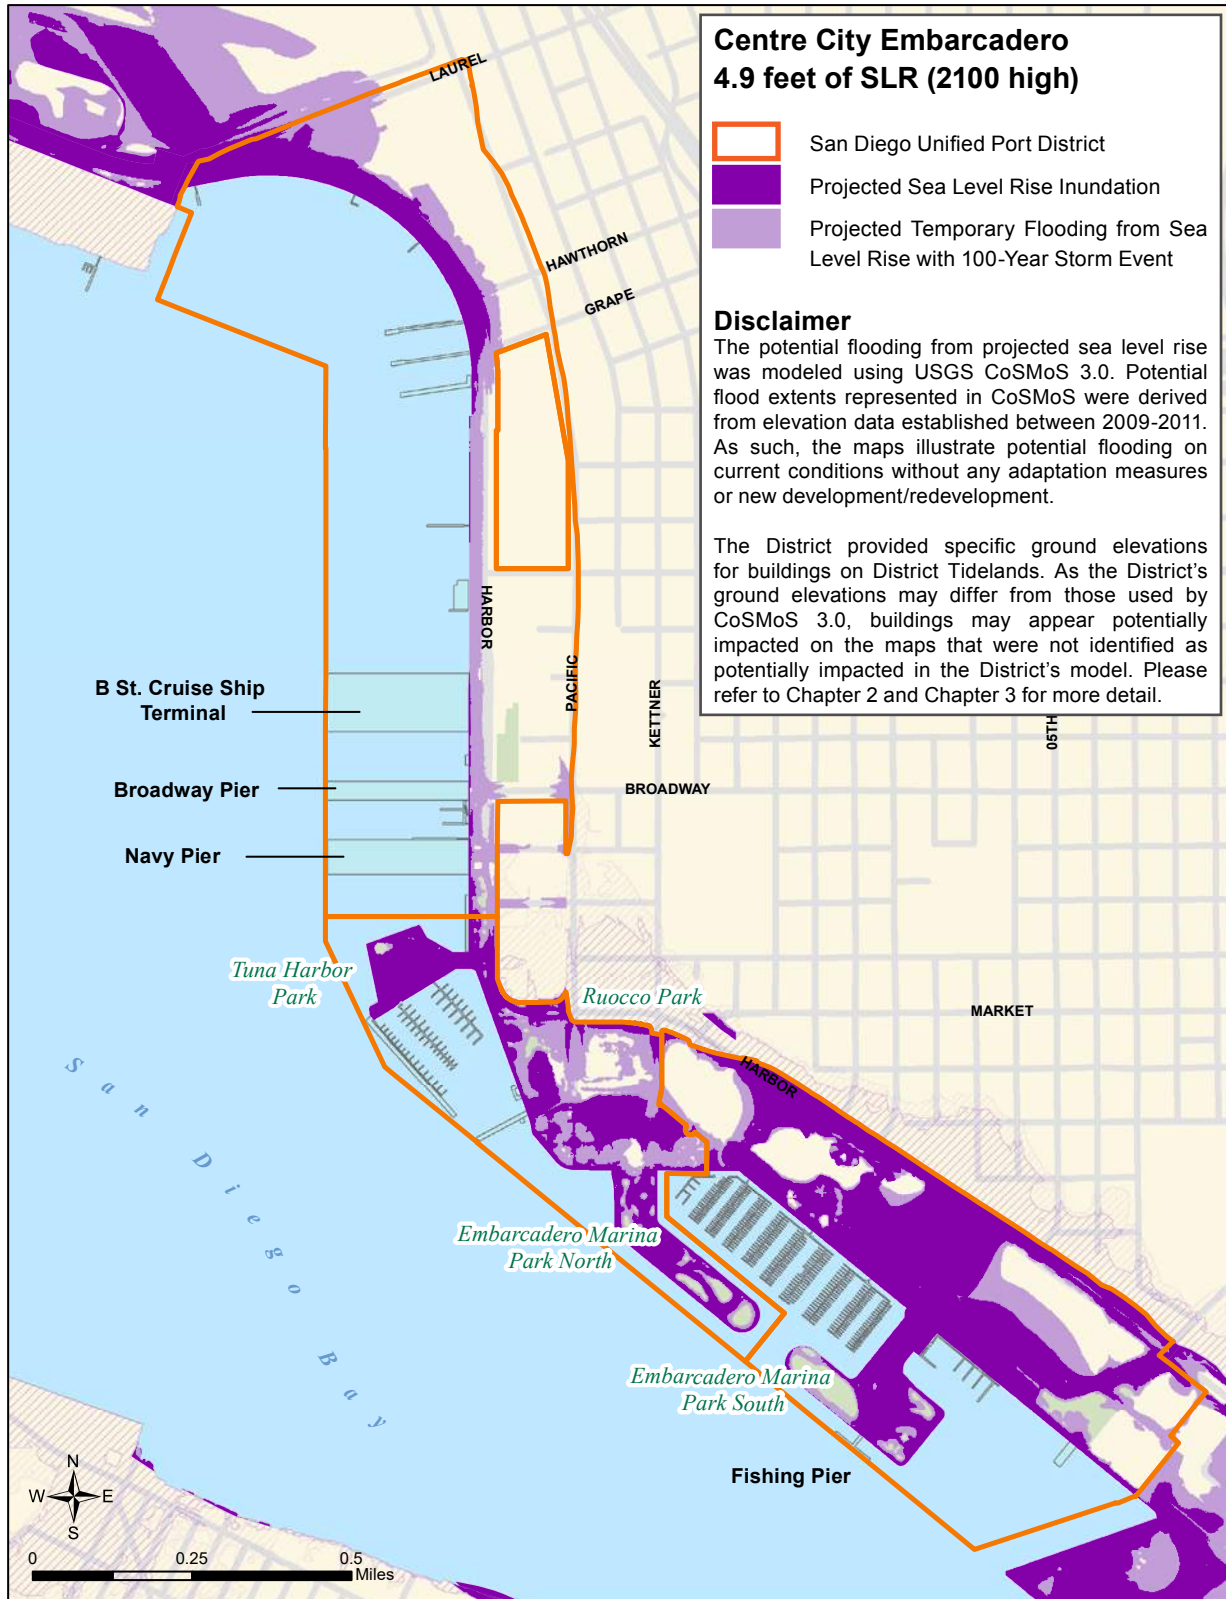 Centre City Embarcadero
4.9 feet of SLR (2100 high)
San Diego Unified Port District
Projected Sea Level Rise Inundation
Projected Temporary Flooding from Sea
Level Rise with 100-Year Storm Event
Disclaimer
The potential flooding from projected sea level rise
was modeled using USGS CoSMoS 3.0. Potential
flood extents represented in CoSMoS were derived
from elevation data established between 2009-2011.
As such, the maps illustrate potential flooding on
current conditions without any adaptation measures
or new development/redevelopment.
The District provided specific ground elevations
for buildings on District Tidelands. As the District's
ground elevations may differ from those used by
CoSMoS 3.0, buildings may appear potentially
impacted on the maps that were not identified as
potentially impacted in the District's model. Please
refer to Chapter 2 and Chapter 3 for more detail.
LAUREL
HAWTHORN
GRAPE
HARBOR
PACIFIC
KETTNER
05TH
B St. Cruise Ship
Terminal
Broadway Pier
BROADWAY
Navy Pier
Tuna Harbor
Park
Ruocco Park
MARKET
HARBOR
San Diego Bay
Embarcadero Marina
Park North
Embarcadero Marina
Park South
Fishing Pier
N
W E
S
0 0.25 0.5
Miles